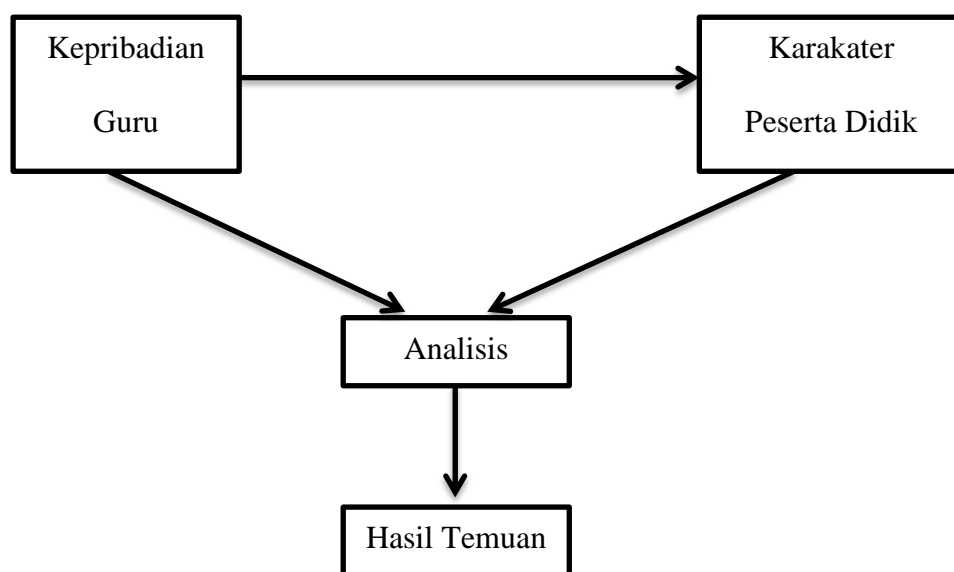 Kepribadian
Guru
Karakater
Peserta Didik
Analisis
Hasil Temuan